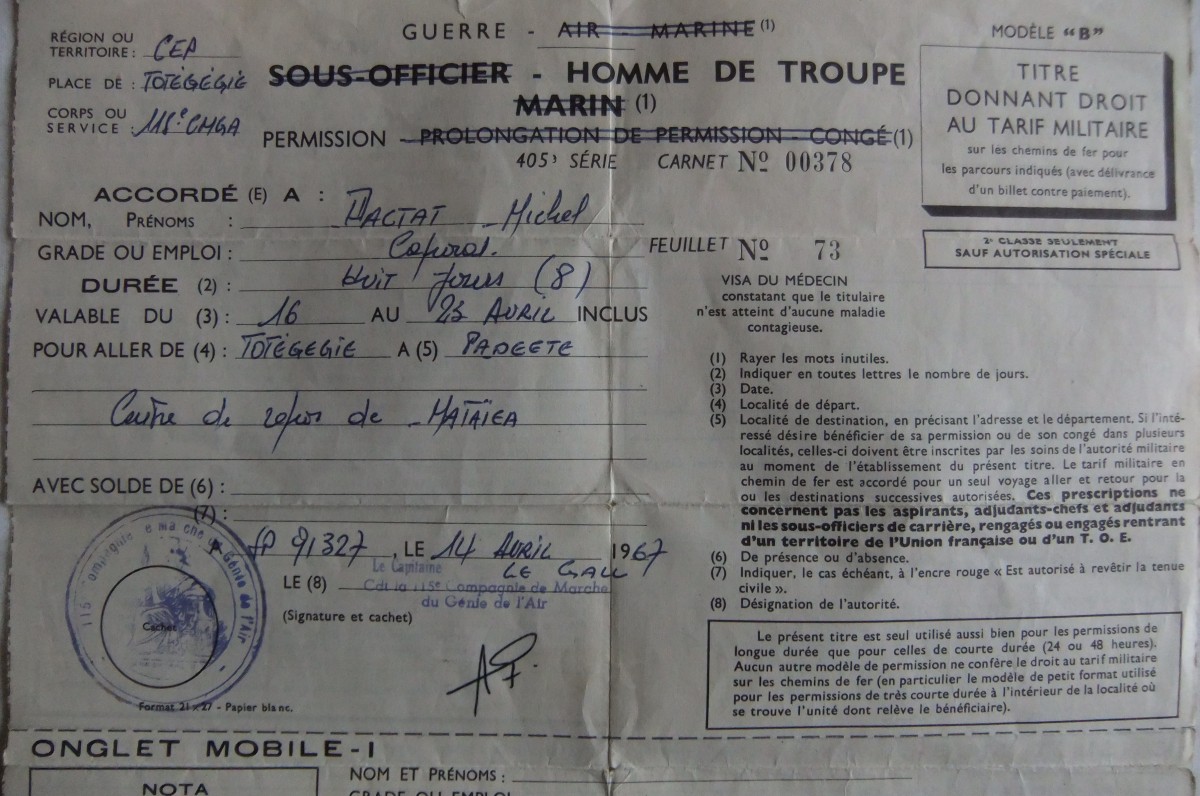 GUERRE - AIR - MARINE (1)
MODÈLE "B"
RÉGION OU
TERRITOIRE : CEP
PLACE DE : TOTEGEGIE
CORPS OU
SERVICE : 115e CMGA
SOUS-OFFICIER - HOMME DE TROUPE
MARIN (1)
PERMISSION - PROLONGATION DE PERMISSION - CONGÉ (1)
405e SÉRIE CARNET No 00378
TITRE
DONNANT DROIT
AU TARIF MILITAIRE
sur les chemins de fer pour
les parcours indiqués (avec délivrance
d'un billet contre paiement).
2e CLASSE SEULEMENT
SAUF AUTORISATION SPÉCIALE
ACCORDÉ (E) A :
NOM, PRÉNOMS : Michel
GRADE OU EMPLOI : Caporal.
FEUILLET No 73
DURÉE (2) : Huit Jours (8)
VALABLE DU (3) : 16 AU 23 AVRIL INCLUS
POUR ALLER DE (4) : TOTEGEGIE A (5) PAPEETE
Centre de repos de MATAÏEA
AVEC SOLDE DE (6) :
(7) :
A SP 91327, LE 14 AVRIL 1967
LE GALL
Le Capitaine
LE (8)
Cdt la 115e Compagnie de Marche
du Génie de l'Air
(Signature et cachet)
115e Compagnie de marche du Génie de l'Air
Cachet
Format 21 x 27 - Papier blanc.
VISA DU MÉDECIN
constatant que le titulaire
n'est atteint d'aucune maladie
contagieuse.
(1) Rayer les mots inutiles.
(2) Indiquer en toutes lettres le nombre de jours.
(3) Date.
(4) Localité de départ.
(5) Localité de destination, en précisant l'adresse et le département. Si l'inté-
ressé désire bénéficier de sa permission ou de son congé dans plusieurs
localités, celles-ci doivent être inscrites par les soins de l'autorité militaire
au moment de l'établissement du présent titre. Le tarif militaire en
chemin de fer est accordé pour un seul voyage aller et retour pour la
ou les destinations successives autorisées. Ces prescriptions ne
concernent pas les aspirants, adjudants-chefs et adjudants
ni les sous-officiers de carrière, rengagés ou engagés rentrant
d'un territoire de l'Union française ou d'un T. O. E.
(6) De présence ou d'absence.
(7) Indiquer, le cas échéant, à l'encre rouge « Est autorisé à revêtir la tenue
civile ».
(8) Désignation de l'autorité.
Le présent titre est seul utilisé aussi bien pour les permissions de
longue durée que pour celles de courte durée (24 ou 48 heures).
Aucun autre modèle de permission ne confère le droit au tarif militaire
sur les chemins de fer (en particulier le modèle de petit format utilisé
pour les permissions de très courte durée à l'intérieur de la localité où
se trouve l'unité dont relève le bénéficiaire).
ONGLET MOBILE - I
NOTA
NOM ET PRÉNOMS :
GRADE OU EMPLOI